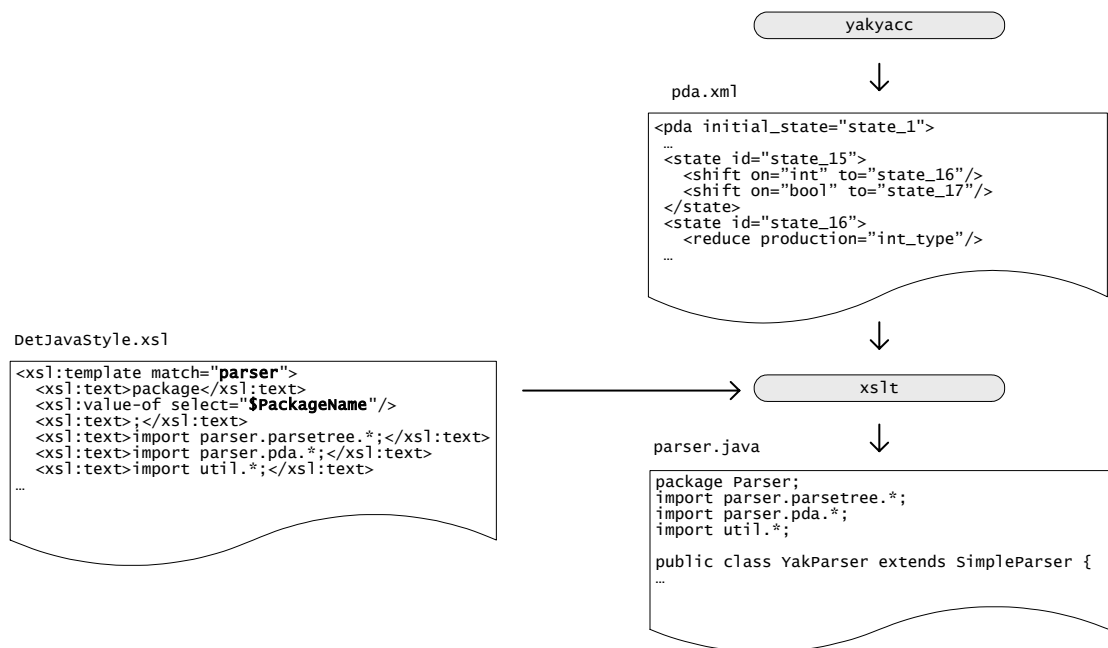 yakyacc
pda.xml
<pda initial_state="state_1">
…
<state id="state_15">
<shift on=”int” to="state_16”/>
<shift on=”bool” to="state_17”/>
</state>
<state id="state_16">
<reduce production=”int_type”/>
…
DetJavaStyle.xsl
<xsl:template match="parser">
<xsl:text>package</xsl:text>
<xsl:value-of select="$PackageName"/>
<xsl:text>;</xsl:text>
<xsl:text>import parser.parsetree.*;</xsl:text>
<xsl:text>import parser.pda.*;</xsl:text>
<xsl:text>import util.*;</xsl:text>
…
xslt
parser.java
package Parser;
import parser.parsetree.*;
import parser.pda.*;
import util.*;
public class YakParser extends SimpleParser {
…